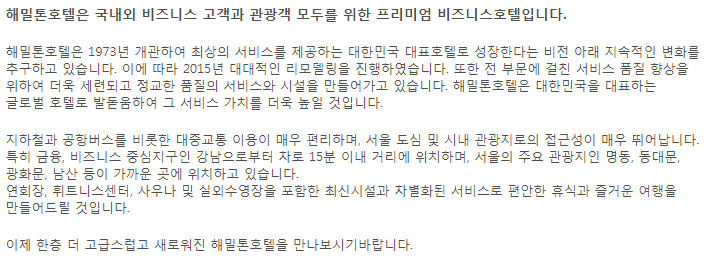 해밀톤호텔은 국내외 비즈니스 고객과 관광객 모두를 위한 프리미엄 비즈니스호텔입니다.
해밀톤호텔은 1973년 개관하여 최상의 서비스를 제공하는 대한민국 대표호텔로 성장한다는 비전 아래 지속적인 변화를
추구하고 있습니다. 이에 따라 2015년 대대적인 리모델링을 진행하였습니다. 또한 전 부문에 걸친 서비스 품질 향상을
위하여 더욱 세련되고 정교한 품질의 서비스와 시설을 만들어가고 있습니다. 해밀톤호텔은 대한민국을 대표하는
글로벌 호텔로 발돋움하여 그 서비스 가치를 더욱 높일 것입니다.
지하철과 공항버스를 비롯한 대중교통 이용이 매우 편리하며, 서울 도심 및 시내 관광지로의 접근성이 매우 뛰어납니다.
특히 금융, 비즈니스 중심지구인 강남으로부터 차로 15분 이내 거리에 위치하며, 서울의 주요 관광지인 명동, 동대문,
광화문, 남산 등이 가까운 곳에 위치하고 있습니다.
연회장, 휘트니스센터, 사우나 및 실외수영장을 포함한 최신시설과 차별화된 서비스로 편안한 휴식과 즐거운 여행을
만들어드릴 것입니다.
이제 한층 더 고급스럽고 새로워진 해밀톤호텔을 만나보시기바랍니다.